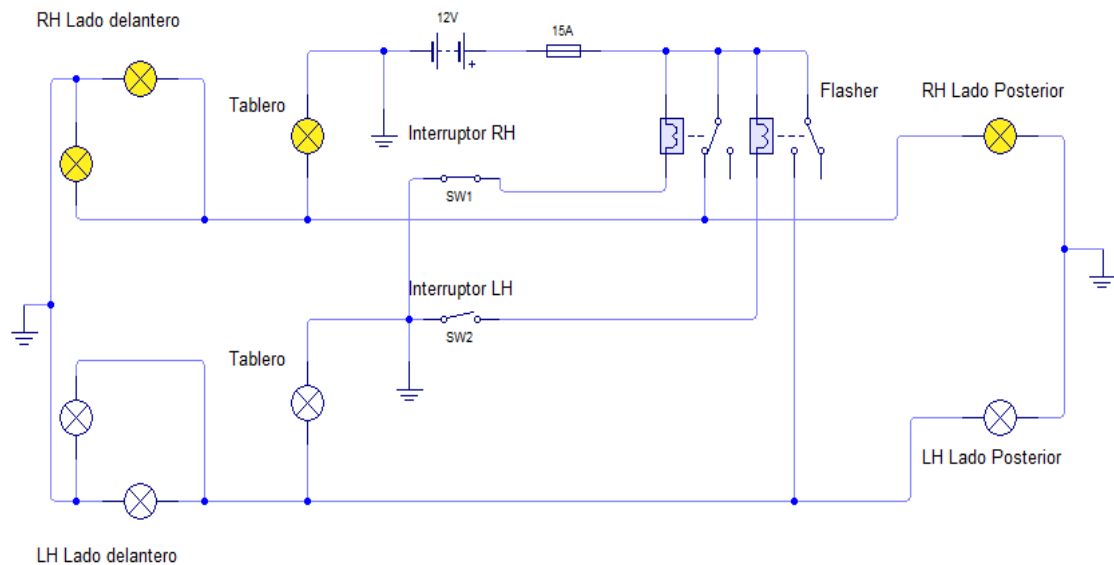 RH Lado delantero
12V
15A
Tablero
Interruptor RH
Flasher
RH Lado Posterior
SW1
Interruptor LH
SW2
Tablero
LH Lado Posterior
LH Lado delantero